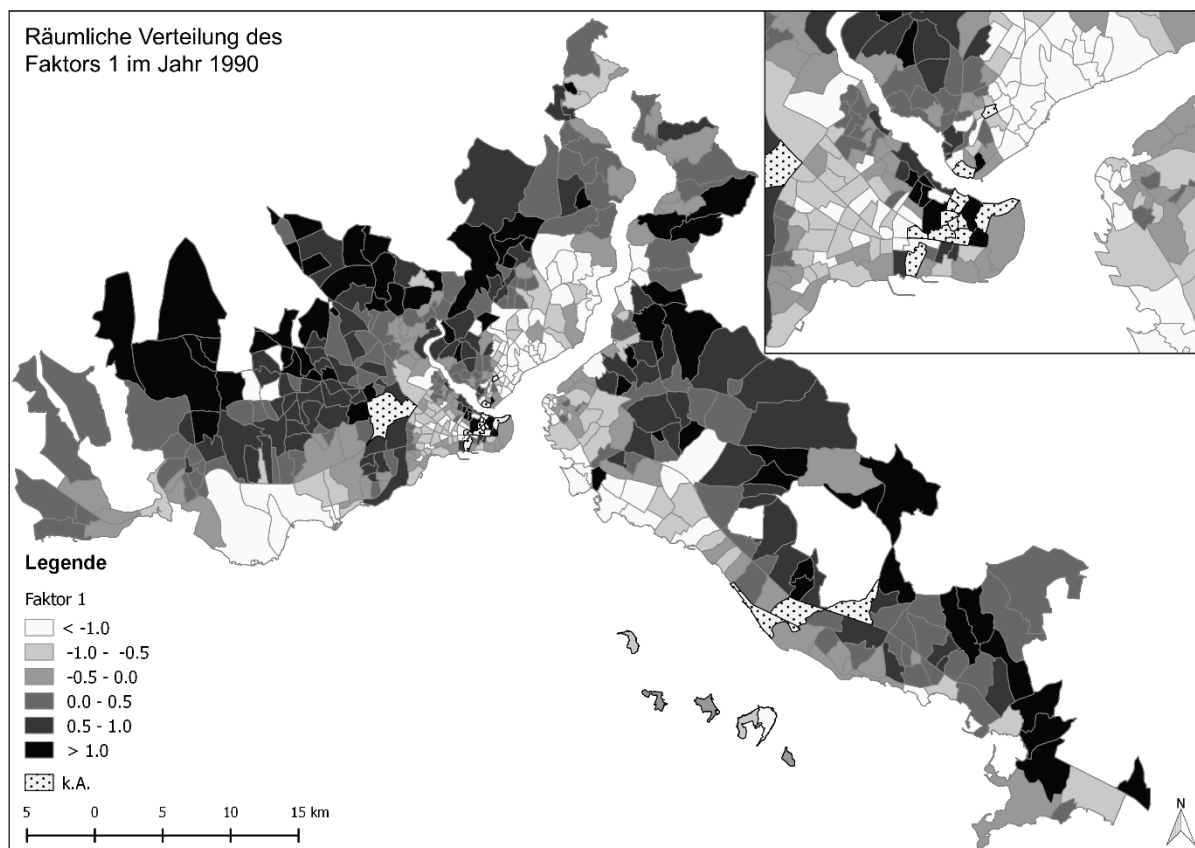 Räumliche Verteilung des
Faktors 1 im Jahr 1990
Legende
Faktor 1
< -1.0
-1.0 - -0.5
-0.5 - 0.0
0.0 - 0.5
0.5 - 1.0
> 1.0
k.A.
5 0 5 10 15 km
N